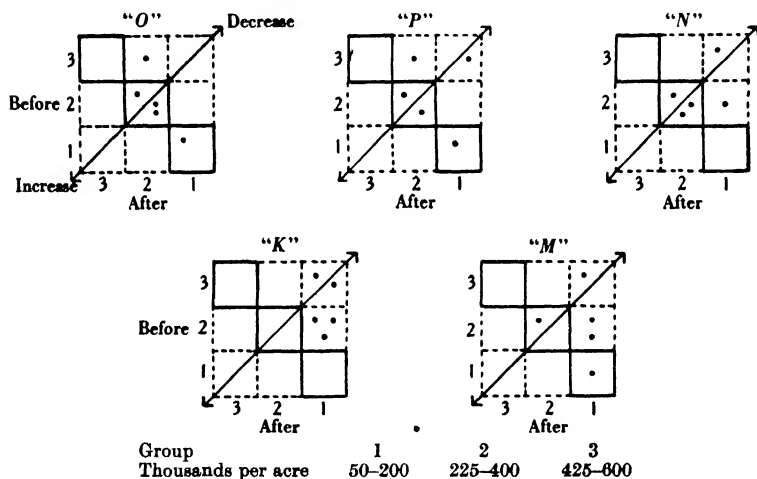 "O"
Decrease
3
Before 2
1
Increase 3 2 1
After
"P"
3
2
1
3 2 1
After
"N"
3
2
1
3 2 1
After
"K"
3
Before 2
1
3 2 1
After
"M"
3
2
1
3 2 1
After
Group 1 2 3
Thousands per acre 50–200 225–400 425–600